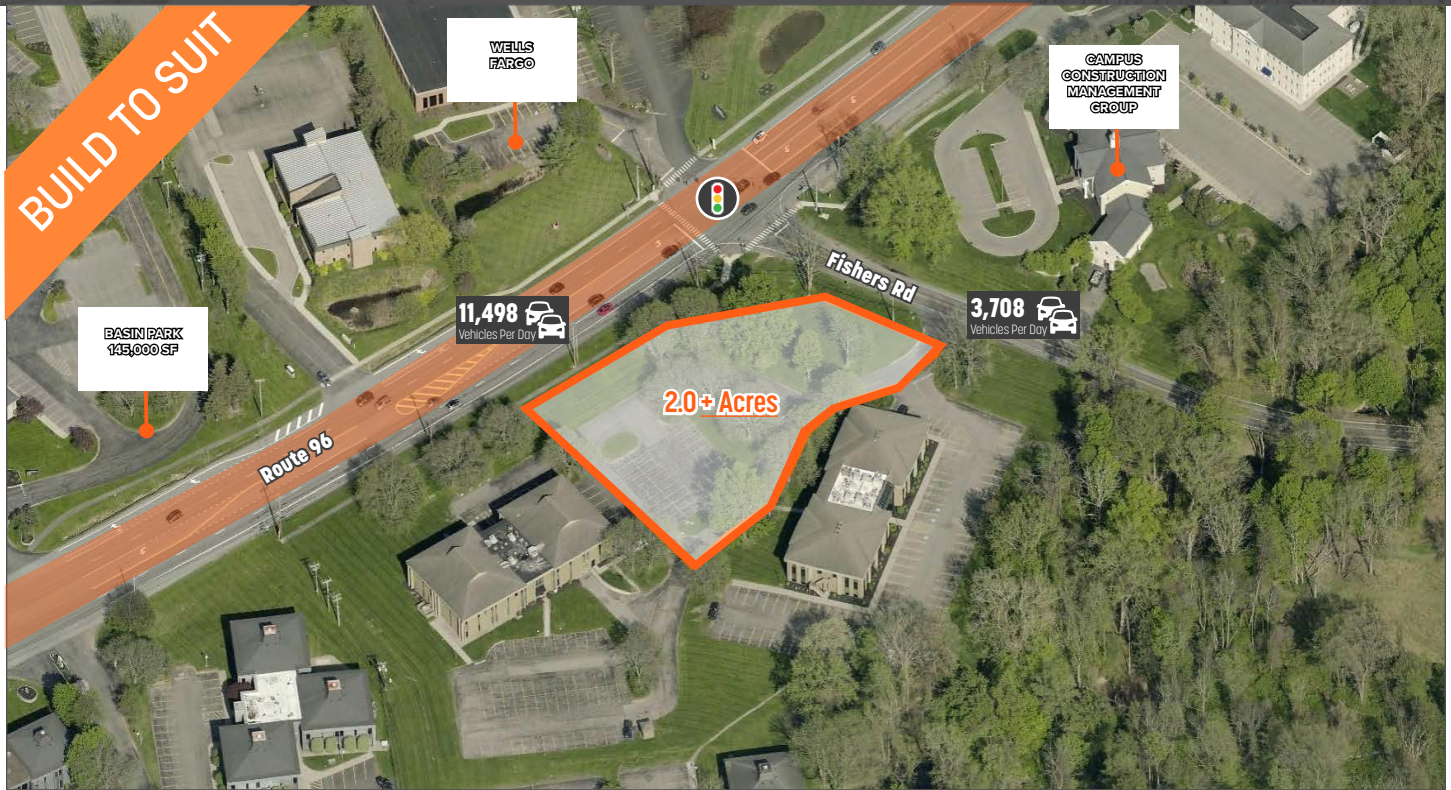 BUILD TO SUIT
WELLS
FARGO
CAMPUS
CONSTRUCTION
MANAGEMENT
GROUP
Fishers Rd
11,498
Vehicles Per Day
3,708
Vehicles Per Day
BASIN PARK
145,000 SF
2.0+ Acres
Route 96